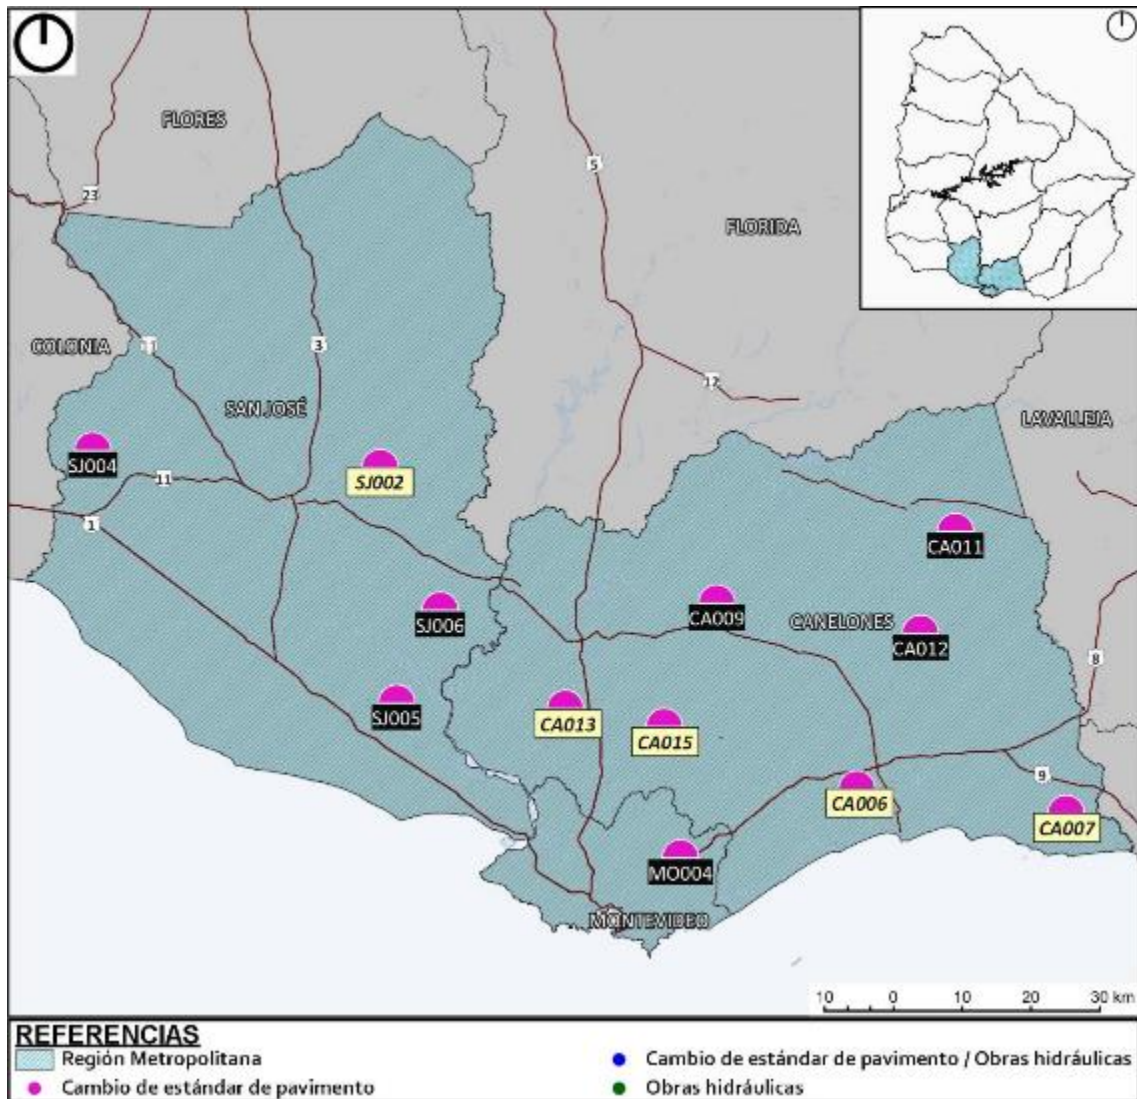 FLORES
23
5
FLORIDA
COLONIA
11
3
12
SAN JOSÉ
LAVALLEJA
SJ004
SJ002
11
1
CA011
CA009
CANELONES
SJ006
CA012
8
SJ005
CA013
CA015
9
CA006
CA007
MO004
MONTEVIDEO
10 0 10 20 30 km
REFERENCIAS
Región Metropolitana
Cambio de estándar de pavimento / Obras hidráulicas
Cambio de estándar de pavimento
Obras hidráulicas